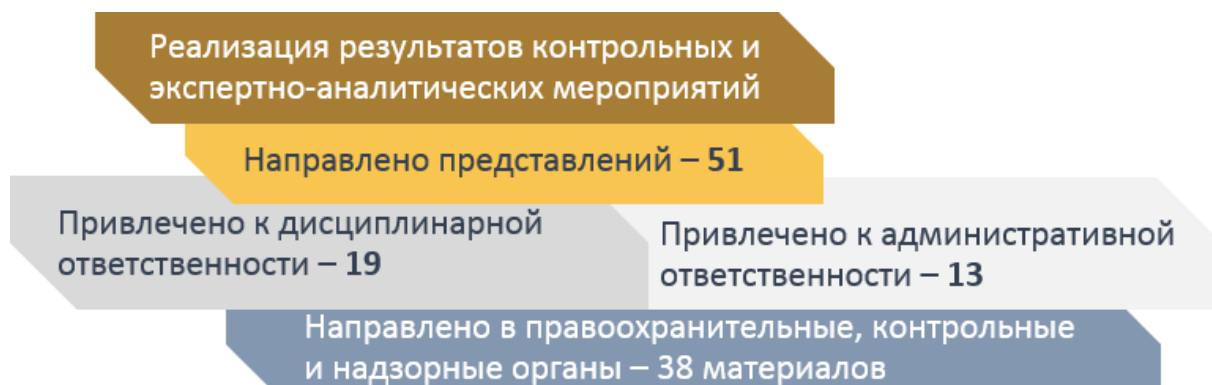 Реализация результатов контрольных и
экспертно-аналитических мероприятий
Направлено представлений – 51
Привлечено к дисциплинарной
ответственности – 19
Привлечено к административной
ответственности – 13
Направлено в правоохранительные, контрольные
и надзорные органы – 38 материалов